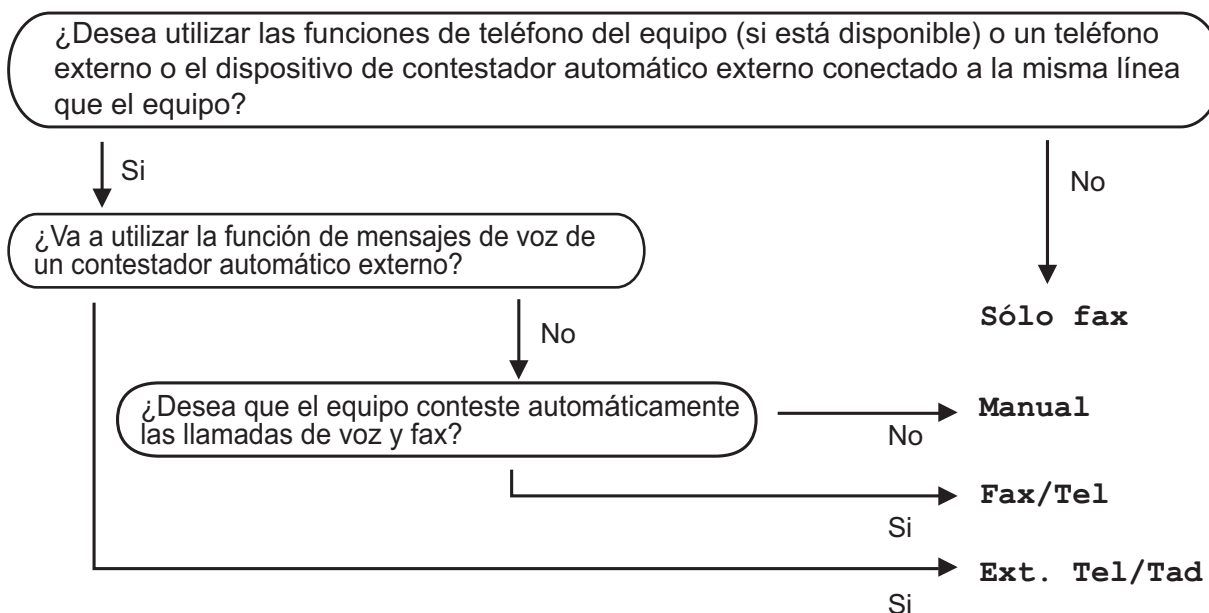 ¿Desea utilizar las funciones de teléfono del equipo (si está disponible) o un teléfono
externo o el dispositivo de contestador automático externo conectado a la misma línea
que el equipo?
Si
No
¿Va a utilizar la función de mensajes de voz de
un contestador automático externo?
No
Sólo fax
¿Desea que el equipo conteste automáticamente
las llamadas de voz y fax?
No
Manual
Si
Fax/Tel
Si
Ext. Tel/Tad